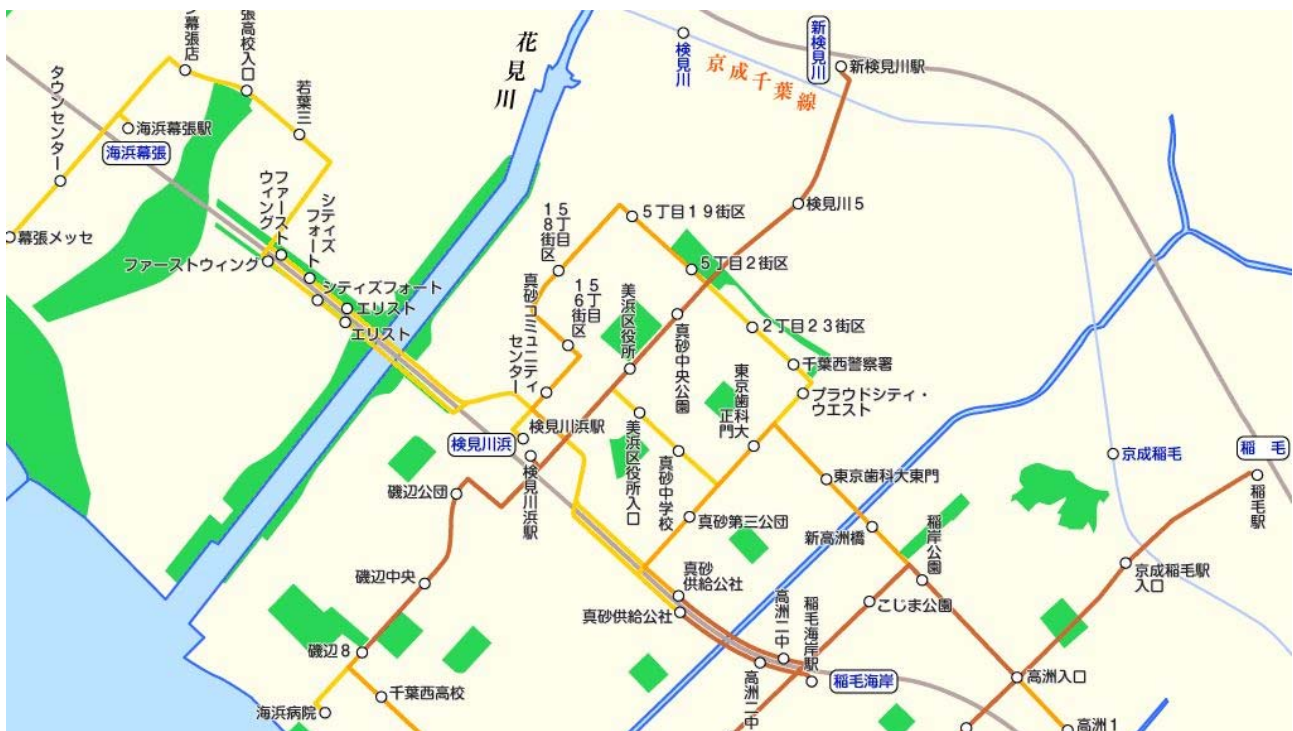 幕張店
張高校入口
花見川
検見川
京成千葉線
新検見川
新検見川駅
若葉三
タウンセンター
海浜幕張駅
海浜幕張
幕張メッセ
ファースト
ウィング
シティズ
フォート
ファーストウィング
シティズフォート
エリスト
エリスト
検見川5
5丁目19街区
5丁目
18街区
5丁目2街区
5丁目
16街区
真砂コミュニティ
センター
美浜区役所
真砂中央公園
2丁目23街区
千葉西警察署
プラウドシティ・
ウエスト
東京歯科大
正門
検見川浜駅
検見川浜
検見川浜駅
美浜区役所入口
真砂中学校
東京歯科大東門
京成稲毛
稲毛
稲毛駅
磯辺公団
真砂第三公団
新高洲橋
稲岸公園
磯辺中央
真砂
供給公社
京成稲毛駅
入口
真砂供給公社
高洲二中
稲毛海岸駅
こじま公園
磯辺8
稲毛海岸
高洲二中
高洲入口
千葉西高校
海浜病院
高洲1